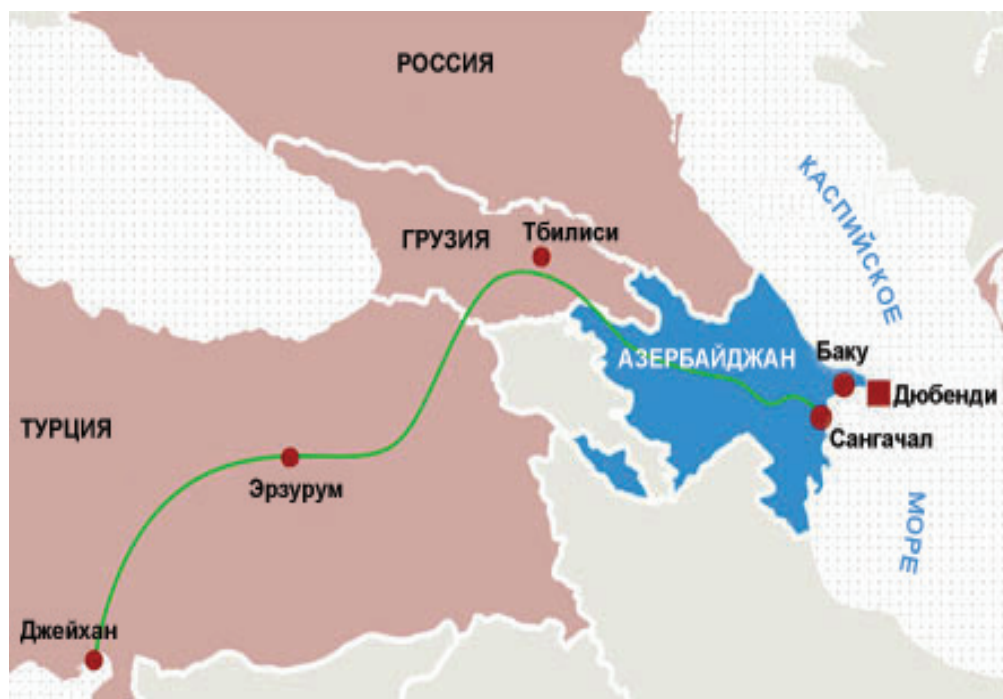 РОССИЯ
КАСПИЙСКОЕ
ГРУЗИЯ
Тбилиси
АЗЕРБАЙДЖАН
Баку
Дюбенди
Сангачал
ТУРЦИЯ
Эрзурум
МОРЕ
Джейхан